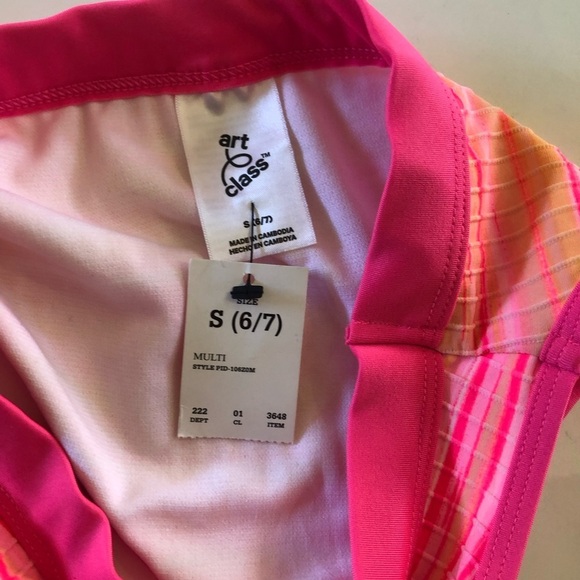 art
class™
S (6/7)
MADE IN CAMBODIA
HECHO EN CAMBOYA
SIZE
S (6/7)
MULTI
STYLE PID-10620M
222 01 3648
DEPT CL ITEM